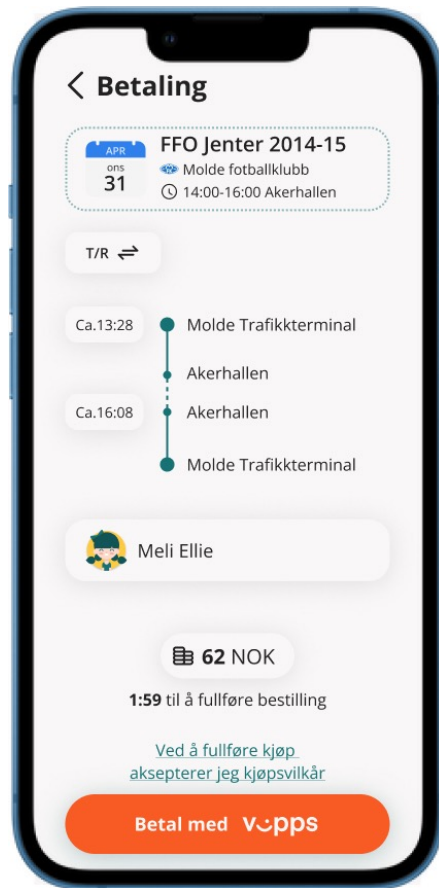 Betaling
APR
ons
31
FFO Jenter 2014-15
Molde fotballklubb
14:00-16:00 Akerhallen
T/R
Ca.13:28
Molde Trafikkterminal
Akerhallen
Ca.16:08
Akerhallen
Molde Trafikkterminal
Meli Ellie
62 NOK
1:59 til å fullføre bestilling
Ved å fullføre kjøp
aksepterer jeg kjøpsvilkår
Betal med vipps